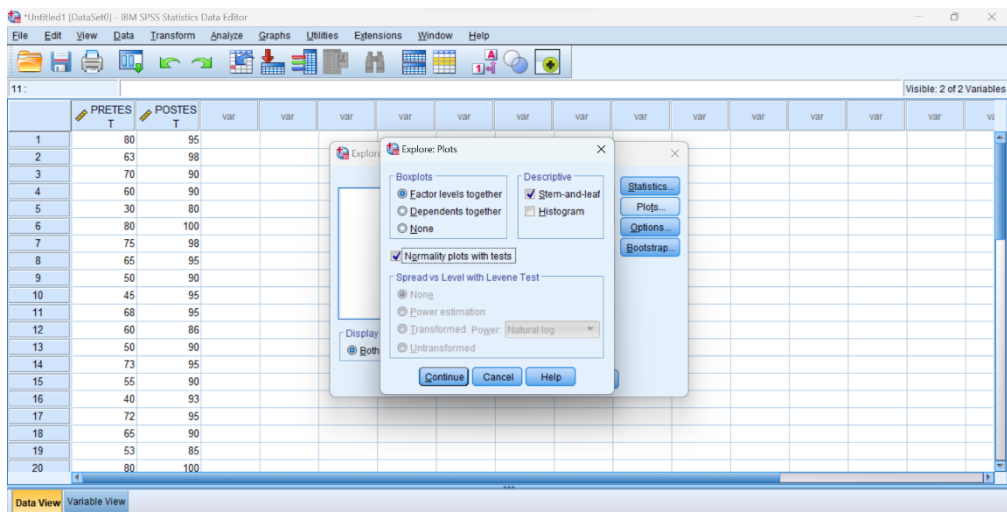 *Untitled1 [DataSet0] - IBM SPSS Statistics Data Editor
File Edit View Data Transform Analyze Graphs Utilities Extensions Window Help
11 :
Visible: 2 of 2 Variables
PRETEST POSTEST var var var var var var var var var var var
1 80 95
2 63 98
3 70 90
4 60 90
5 30 80
6 80 100
7 75 98
8 65 95
9 50 90
10 45 95
11 68 95
12 60 86
13 50 90
14 73 95
15 55 90
16 40 93
17 72 95
18 65 90
19 53 85
20 80 100
Explore
Statistics...
Plots...
Options...
Bootstrap...
Display
Both
Explore: Plots
Boxplots
Factor levels together
Dependents together
None
Descriptive
Stem-and-leaf
Histogram
Normality plots with tests
Spread vs Level with Levene Test
None
Power estimation
Transformed Power: Natural log
Untransformed
Continue Cancel Help
Data View Variable View